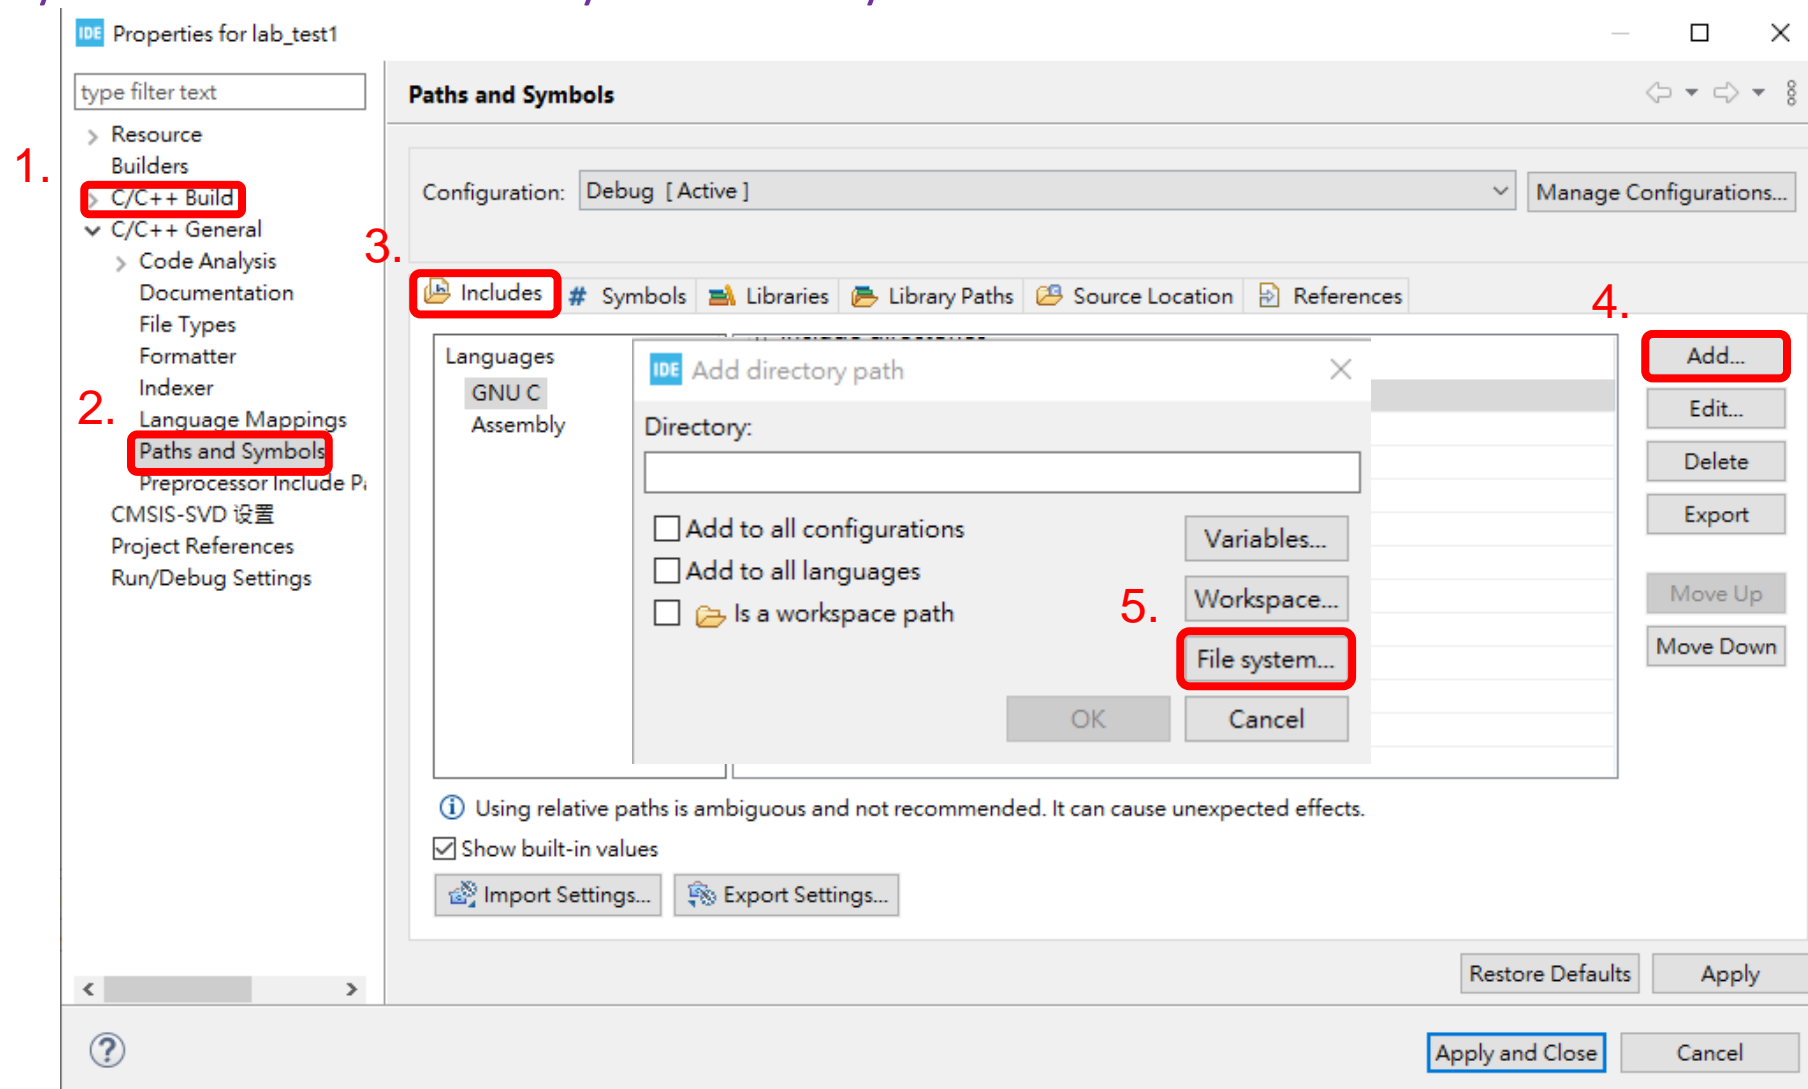 IDE Properties for lab_test1
type filter text
Paths and Symbols
Resource
1.
Builders
C/C++ Build
C/C++ General
Code Analysis
Documentation
File Types
Formatter
Indexer
2.
Language Mappings
Paths and Symbols
Preprocessor Include
CMSIS-SVD 设置
Project References
Run/Debug Settings
Configuration:
Debug [ Active ]
Manage Configurations...
3.
Includes
# Symbols
Libraries
Library Paths
Source Location
References
4.
Languages
GNU C
Assembly
Include directories
IDE Add directory path
Directory:
Add to all configurations
Add to all languages
Is a workspace path
Variables...
Workspace...
5.
File system...
OK
Cancel
Add...
Edit...
Delete
Export
Move Up
Move Down
Using relative paths is ambiguous and not recommended. It can cause unexpected effects.
Show built-in values
Import Settings...
Export Settings...
Restore Defaults
Apply
?
Apply and Close
Cancel